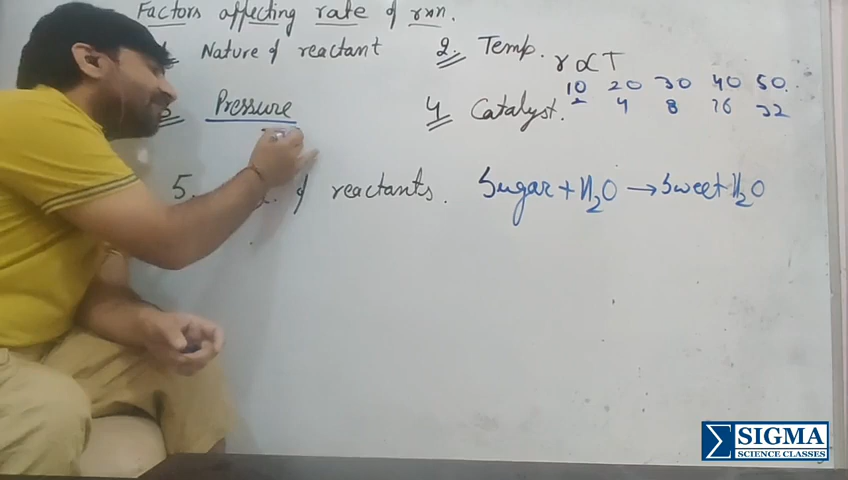 Factors affecting rate of rxn.
Nature of reactant
2. Temp. r ∝ T
10 20 30 40 50
2 4 8 16 32
3. Pressure
4. Catalyst.
5. of reactants.
Sugar + H2O → Sweet H2O
SIGMA
SCIENCE CLASSES